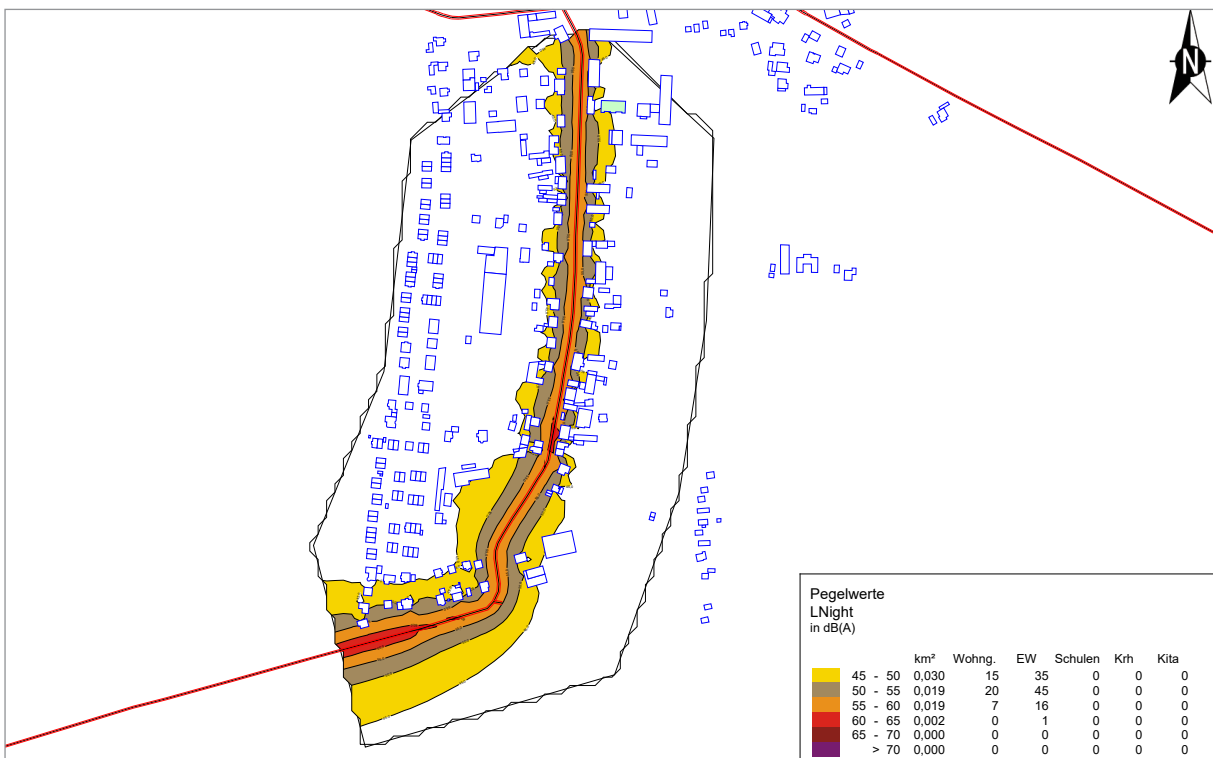 N
Pegelwerte
LNight
in dB(A)
km² Wohng. EW Schulen Krh Kita
45 - 50 0,030 15 35 0 0 0
50 - 55 0,019 20 45 0 0 0
55 - 60 0,019 7 16 0 0 0
60 - 65 0,002 0 1 0 0 0
65 - 70 0,000 0 0 0 0 0
> 70 0,000 0 0 0 0 0